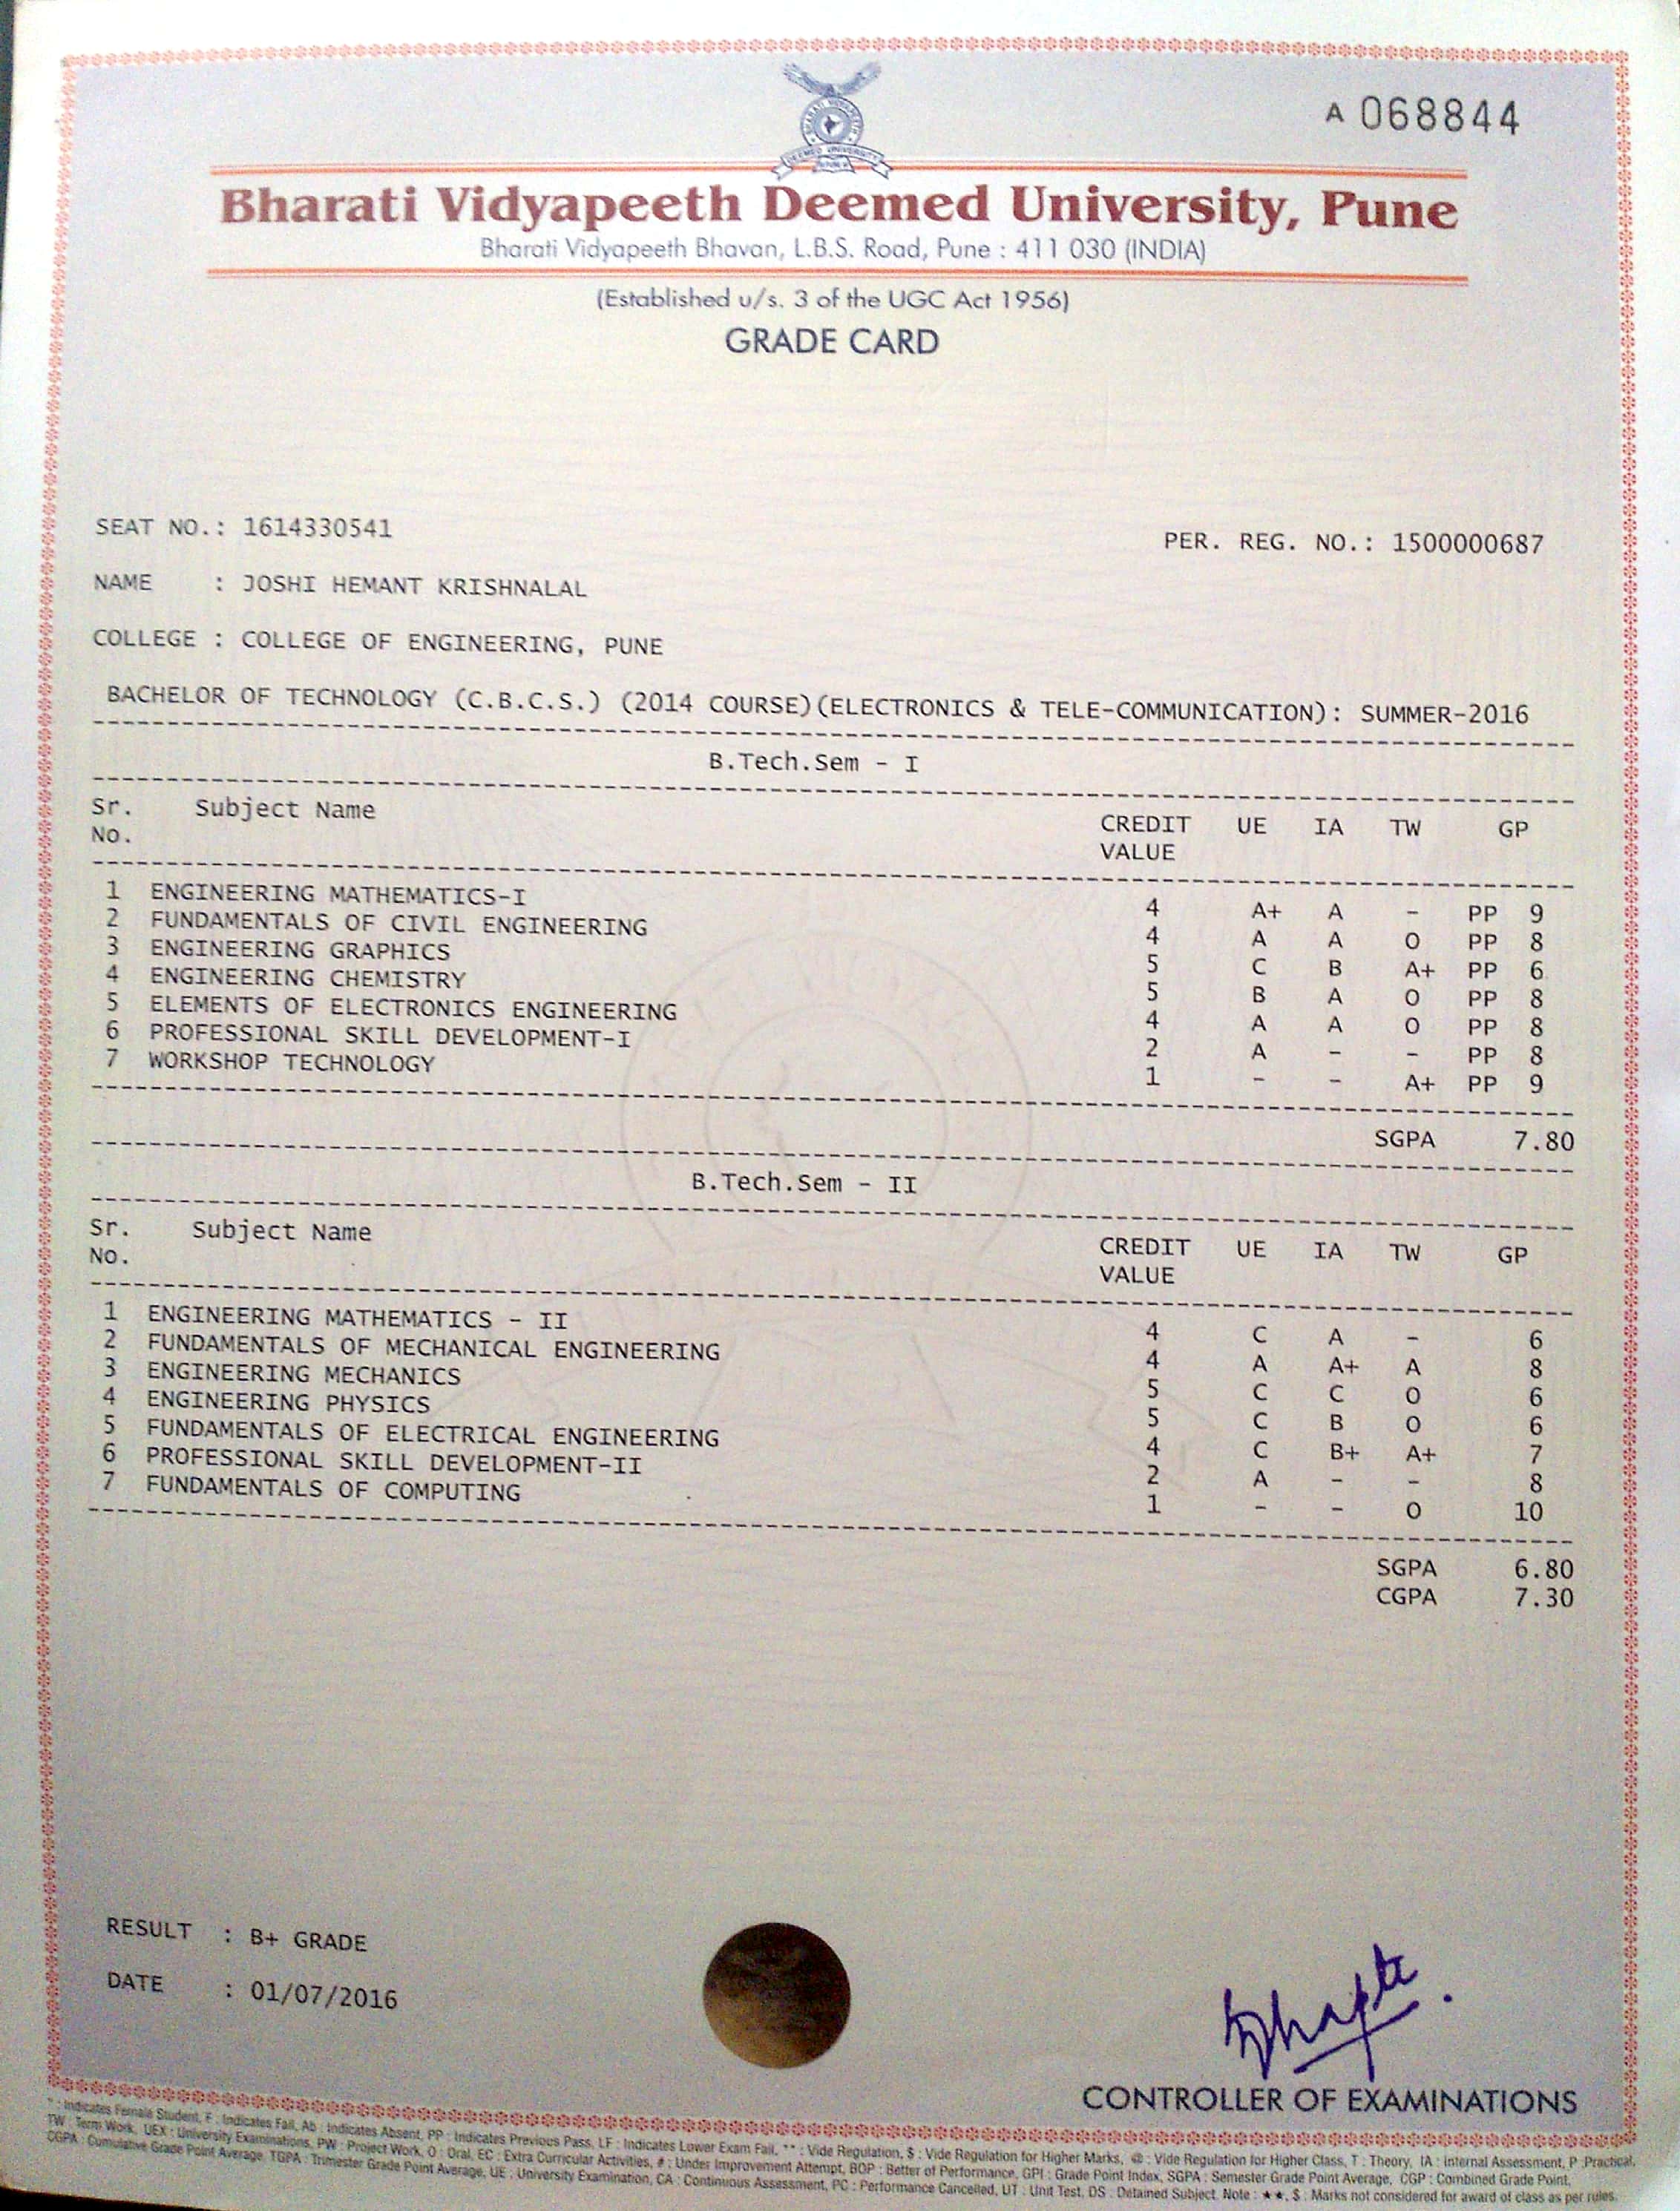 A 068844
Bharati Vidyapeeth Deemed University, Pune
Bharati Vidyapeeth Bhavan, L.B.S. Road, Pune : 411 030 (INDIA)
(Established u/s. 3 of the UGC Act 1956)
GRADE CARD
SEAT NO.: 1614330541 PER. REG. NO.: 1500000687
NAME : JOSHI HEMANT KRISHNALAL
COLLEGE : COLLEGE OF ENGINEERING, PUNE
BACHELOR OF TECHNOLOGY (C.B.C.S.) (2014 COURSE)(ELECTRONICS & TELE-COMMUNICATION): SUMMER-2016
B.Tech.Sem - I
Sr. Subject Name CREDIT UE IA TW GP
No. VALUE
1 ENGINEERING MATHEMATICS-I 4 A+ A - PP 9
2 FUNDAMENTALS OF CIVIL ENGINEERING 4 A A O PP 8
3 ENGINEERING GRAPHICS 5 C B A+ PP 6
4 ENGINEERING CHEMISTRY 5 B A O PP 8
5 ELEMENTS OF ELECTRONICS ENGINEERING 4 A A O PP 8
6 PROFESSIONAL SKILL DEVELOPMENT-I 2 A - - PP 8
7 WORKSHOP TECHNOLOGY 1 - - A+ PP 9
SGPA 7.80
B.Tech.Sem - II
Sr. Subject Name CREDIT UE IA TW GP
No. VALUE
1 ENGINEERING MATHEMATICS - II 4 C A - 6
2 FUNDAMENTALS OF MECHANICAL ENGINEERING 4 A A+ A 8
3 ENGINEERING MECHANICS 5 C C O 6
4 ENGINEERING PHYSICS 5 C B O 6
5 FUNDAMENTALS OF ELECTRICAL ENGINEERING 4 C B+ A+ 7
6 PROFESSIONAL SKILL DEVELOPMENT-II 2 A - - 8
7 FUNDAMENTALS OF COMPUTING 1 - - O 10
SGPA 6.80
CGPA 7.30
RESULT : B+ GRADE
DATE : 01/07/2016
CONTROLLER OF EXAMINATIONS
* : Indicates Female Student, F : Indicates Fail, Ab : Indicates Absent, PP : Indicates Previous Pass, LF : Indicates Lower Exam Fail, ** : Vide Regulation, $ : Vide Regulation for Higher Marks, @ : Vide Regulation for Higher Class, T : Theory, IA : Internal Assessment, P :Practical,
TW : Term Work, UEX : University Examinations, PW : Project Work, O : Oral, EC : Extra Curricular Activities, # : Under Improvement Attempt, BOP : Better of Performance, GPI : Grade Point Index, SGPA : Semester Grade Point Average, CGP : Combined Grade Point,
CGPA : Cumulative Grade Point Average, TGPA : Trimester Grade Point Average, UE : University Examination, CA : Continuous Assessment, PC : Performance Cancelled, UT : Unit Test, DS : Detained Subject, Note : ★★, $ : Marks not considered for award of class as per rules.